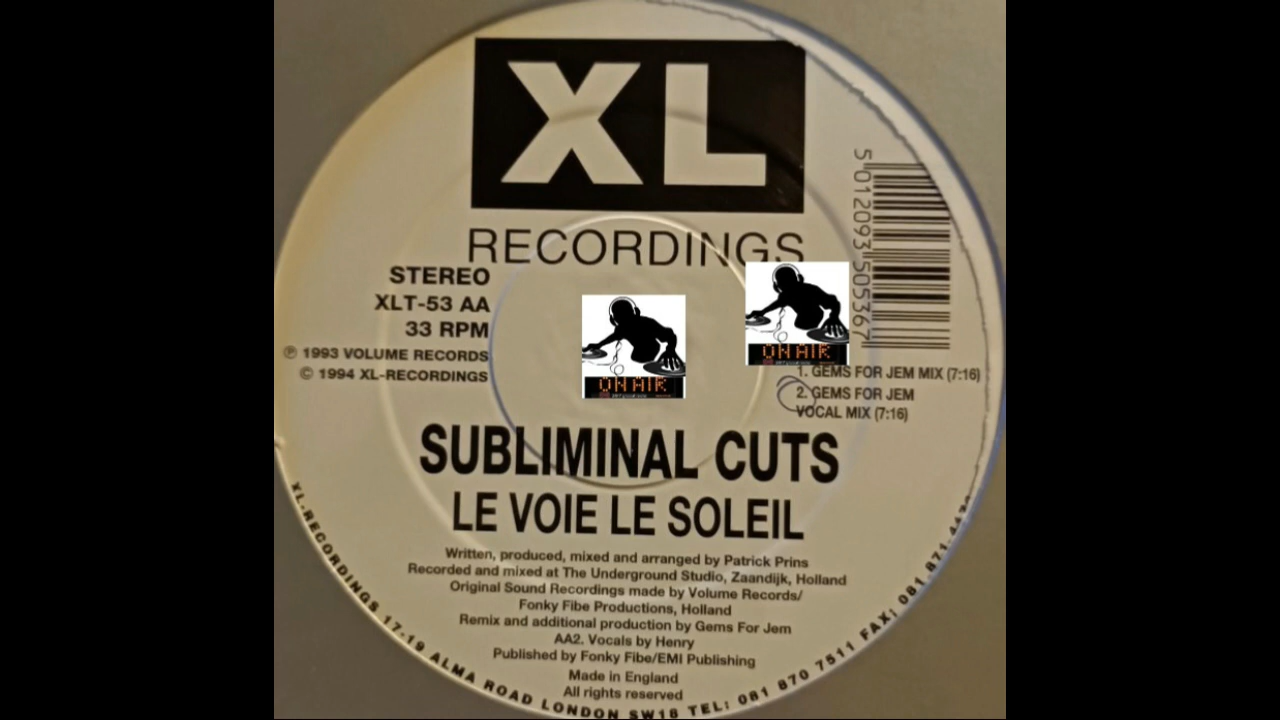 XL
RECORDINGS
STEREO
XLT-53 AA
33 RPM
℗ 1993 VOLUME RECORDS
© 1994 XL-RECORDINGS
5 012093 505367
ON AIR
ON AIR
1. GEMS FOR JEM MIX (7:16)
2. GEMS FOR JEM
VOCAL MIX (7:16)
SUBLIMINAL CUTS
LE VOIE LE SOLEIL
Written, produced, mixed and arranged by Patrick Prins
Recorded and mixed at The Underground Studio, Zaandijk, Holland
Original Sound Recordings made by Volume Records/
Fonky Fibe Productions, Holland
Remix and additional production by Gems For Jem
AA2. Vocals by Henry
Published by Fonky Fibe/EMI Publishing
Made in England
All rights reserved
XL-RECORDINGS 17-19 ALMA ROAD LONDON SW18 TEL: 081 870 7511 FAX: 081 871